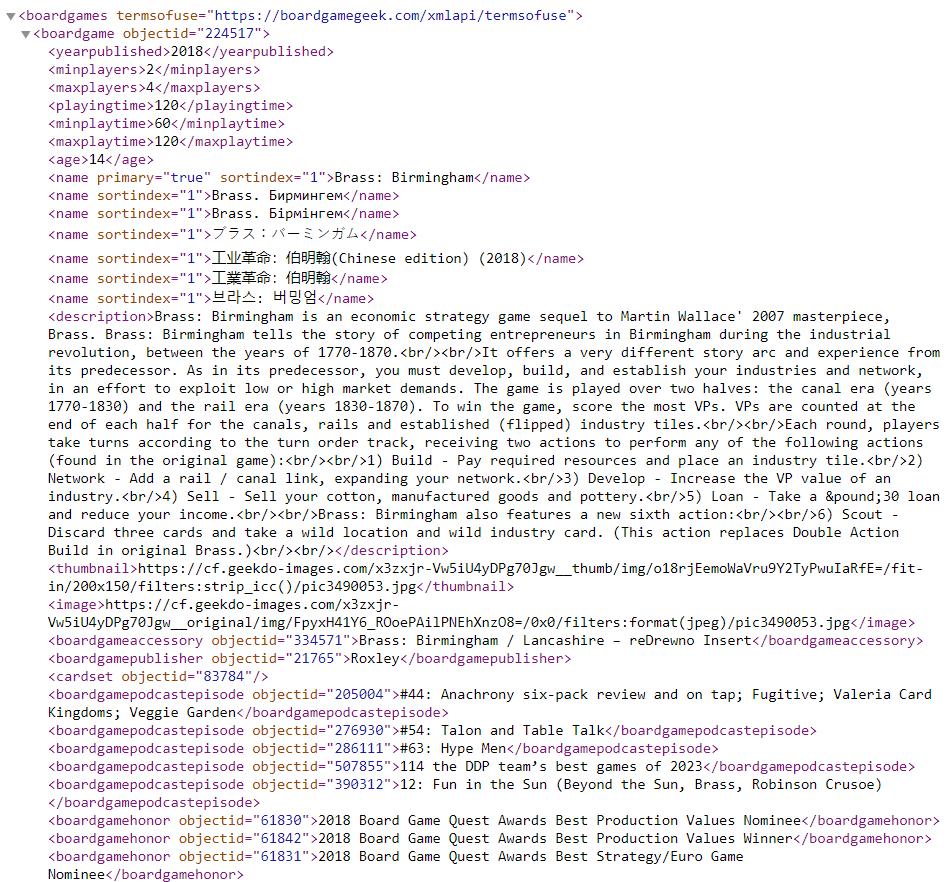 <boardgames termsofuse="https://boardgamegeek.com/xmlapi/termsofuse">
<boardgame objectid="224517">
<yearpublished>2018</yearpublished>
<minplayers>2</minplayers>
<maxplayers>4</maxplayers>
<playingtime>120</playingtime>
<minplaytime>60</minplaytime>
<maxplaytime>120</maxplaytime>
<age>14</age>
<name primary="true" sortindex="1">Brass: Birmingham</name>
<name sortindex="1">Brass. Бирмингем</name>
<name sortindex="1">Brass. Бірмінгем</name>
<name sortindex="1">ブラス：バーミンガム</name>
<name sortindex="1">工业革命: 伯明翰(Chinese edition) (2018)</name>
<name sortindex="1">工業革命: 伯明翰</name>
<name sortindex="1">브라스: 버밍엄</name>
<description>Brass: Birmingham is an economic strategy game sequel to Martin Wallace' 2007 masterpiece,
Brass. Brass: Birmingham tells the story of competing entrepreneurs in Birmingham during the industrial
revolution, between the years of 1770-1870.<br/><br/>It offers a very different story arc and experience from
its predecessor. As in its predecessor, you must develop, build, and establish your industries and network,
in an effort to exploit low or high market demands. The game is played over two halves: the canal era (years
1770-1830) and the rail era (years 1830-1870). To win the game, score the most VPs. VPs are counted at the
end of each half for the canals, rails and established (flipped) industry tiles.<br/><br/>Each round, players
take turns according to the turn order track, receiving two actions to perform any of the following actions
(found in the original game):<br/><br/>1) Build - Pay required resources and place an industry tile.<br/>2)
Network - Add a rail / canal link, expanding your network.<br/>3) Develop - Increase the VP value of an
industry.<br/>4) Sell - Sell your cotton, manufactured goods and pottery.<br/>5) Loan - Take a &pound;30 loan
and reduce your income.<br/><br/>Brass: Birmingham also features a new sixth action:<br/><br/>6) Scout -
Discard three cards and take a wild location and wild industry card. (This action replaces Double Action
Build in original Brass.)<br/><br/></description>
<thumbnail>https://cf.geekdo-images.com/x3zxjr-Vw5iU4yDPg70Jgw__thumb/img/o18rjEemoWaVru9Y2TyPwuIaRfE=/fit-
in/200x150/filters:strip_icc()/pic3490053.jpg</thumbnail>
<image>https://cf.geekdo-images.com/x3zxjr-
Vw5iU4yDPg70Jgw__original/img/FpyxH41Y6_ROoePAilPNEhXnzO8=/0x0/filters:format(jpeg)/pic3490053.jpg</image>
<boardgameaccessory objectid="334571">Brass: Birmingham / Lancashire – reDrewno Insert</boardgameaccessory>
<boardgamepublisher objectid="21765">Roxley</boardgamepublisher>
<cardset objectid="83784"/>
<boardgamepodcastepisode objectid="205004">#44: Anachrony six-pack review and on tap; Fugitive; Valeria Card
Kingdoms; Veggie Garden</boardgamepodcastepisode>
<boardgamepodcastepisode objectid="276930">#54: Talon and Table Talk</boardgamepodcastepisode>
<boardgamepodcastepisode objectid="286111">#63: Hype Men</boardgamepodcastepisode>
<boardgamepodcastepisode objectid="507855">114 the DDP team’s best games of 2023</boardgamepodcastepisode>
<boardgamepodcastepisode objectid="390312">12: Fun in the Sun (Beyond the Sun, Brass, Robinson Crusoe)
</boardgamepodcastepisode>
<boardgamehonor objectid="61830">2018 Board Game Quest Awards Best Production Values Nominee</boardgamehonor>
<boardgamehonor objectid="61842">2018 Board Game Quest Awards Best Production Values Winner</boardgamehonor>
<boardgamehonor objectid="61831">2018 Board Game Quest Awards Best Strategy/Euro Game
Nominee</boardgamehonor>